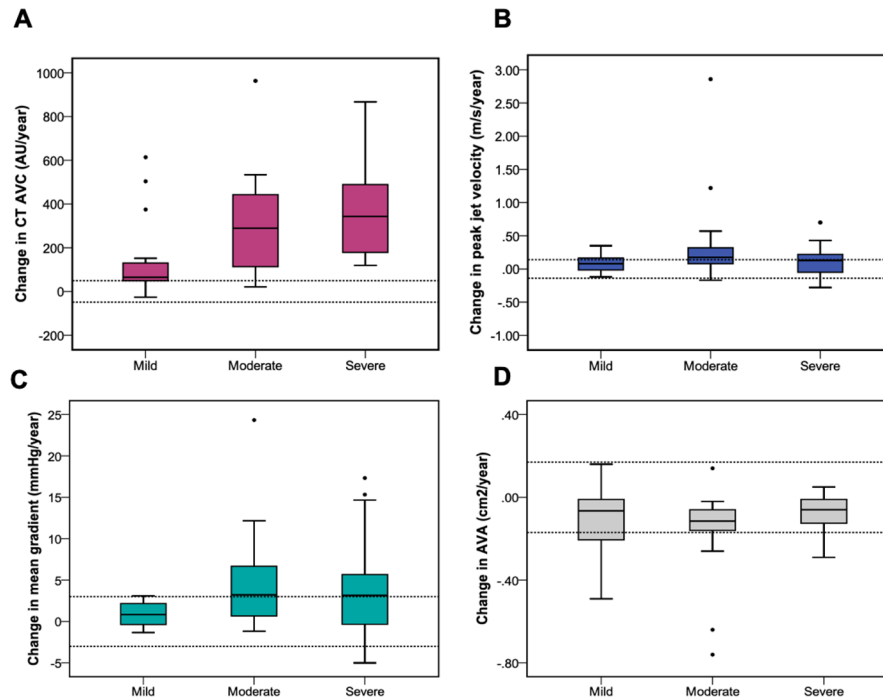 A
Change in CT AVC (AU/year)
1000
800
600
400
200
0
-200
Mild Moderate Severe
B
Change in peak jet velocity (m/s/year)
3.00
2.50
2.00
1.50
1.00
.50
.00
-.50
-1.00
Mild Moderate Severe
C
Change in mean gradient (mmHg/year)
25
20
15
10
5
0
-5
Mild Moderate Severe
D
Change in AVA (cm2/year)
.40
.00
-.40
-.80
Mild Moderate Severe